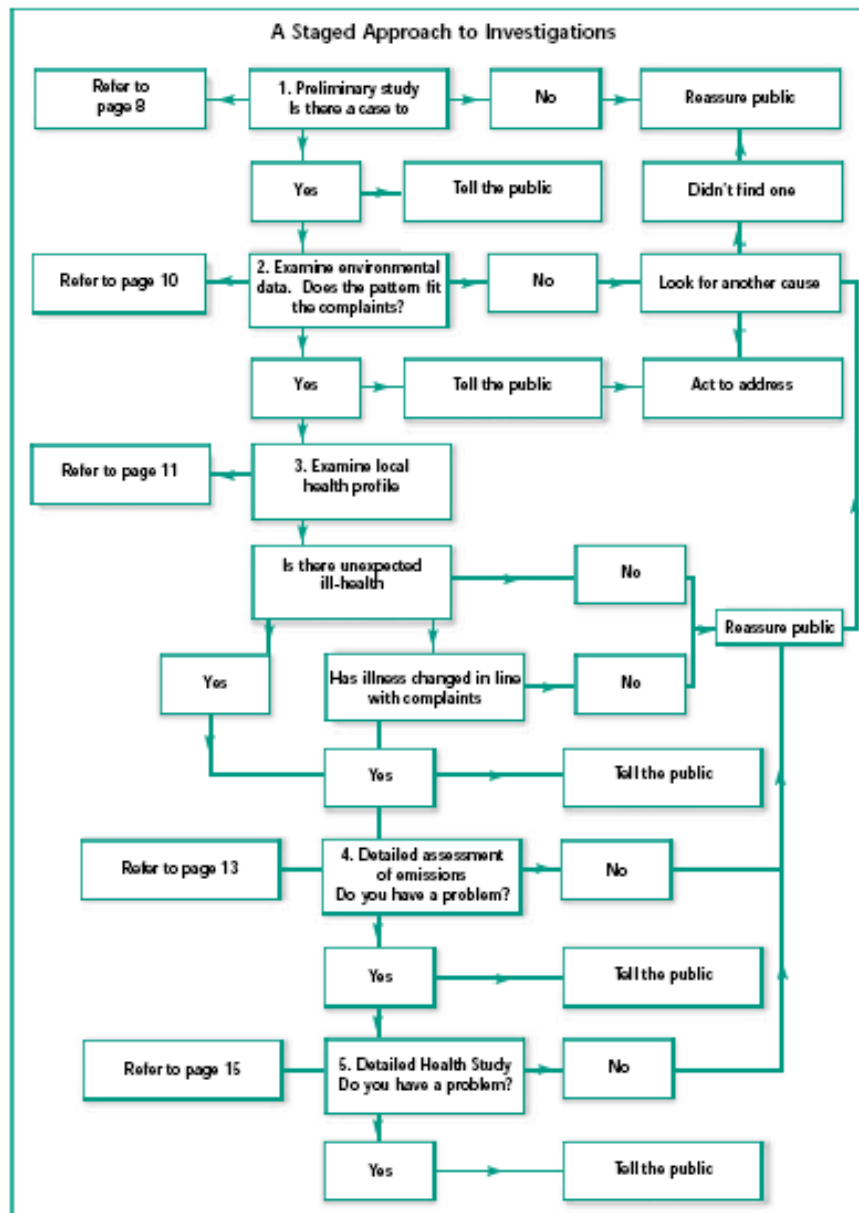 A Staged Approach to Investigations
Refer to
page 8
1. Preliminary study
Is there a case to
No
Reassure public
Yes
Tell the public
Didn't find one
Refer to page 10
2. Examine environmental
data. Does the pattern fit
the complaints?
No
Look for another cause
Yes
Tell the public
Act to address
Refer to page 11
3. Examine local
health profile
Is there unexpected
ill-health
No
Reassure public
Yes
Has illness changed in line
with complaints
No
Yes
Tell the public
Refer to page 13
4. Detailed assessment
of emissions
Do you have a problem?
No
Yes
Tell the public
Refer to page 15
5. Detailed Health Study
Do you have a problem?
No
Yes
Tell the public